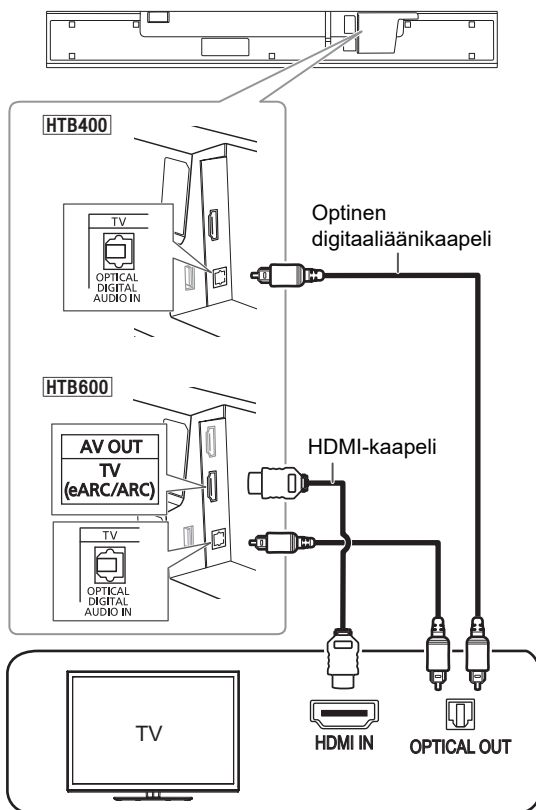 HTB400
TV
OPTICAL
DIGITAL
AUDIO IN
Optinen
digitaaliäänikaapeli
HTB600
AV OUT
TV
(eARC/ARC)
TV
OPTICAL
DIGITAL
AUDIO IN
HDMI-kaapeli
TV
HDMI IN
OPTICAL OUT